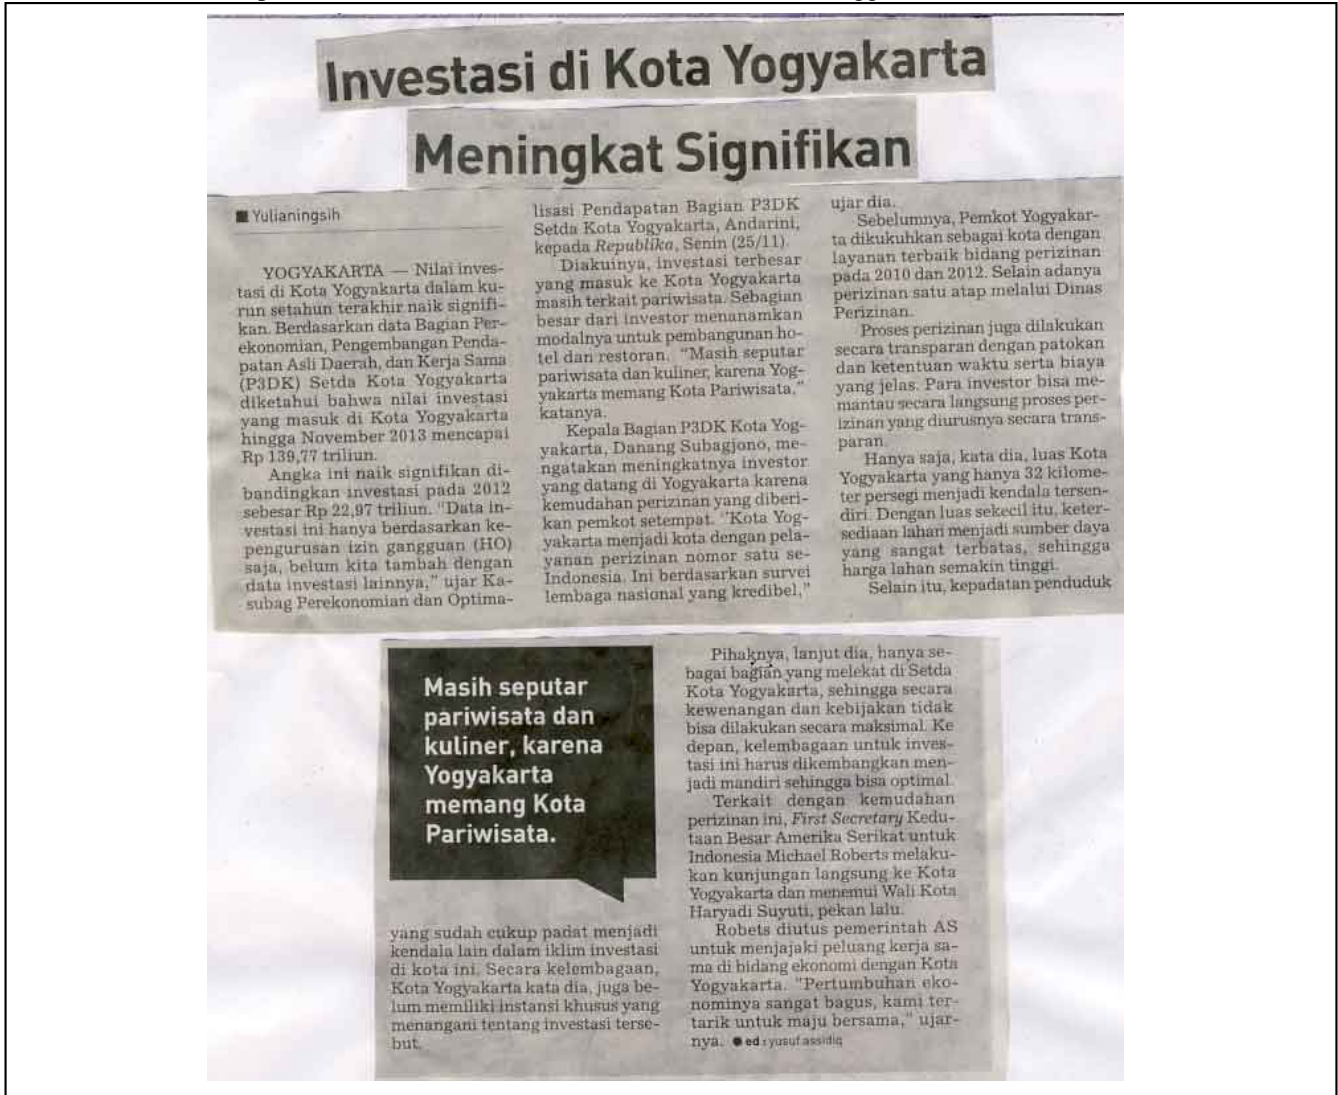 Investasi di Kota Yogyakarta
Meningkat Signifikan
■ Yulianingsih
YOGYAKARTA — Nilai inves-
tasi di Kota Yogyakarta dalam ku-
run setahun terakhir naik signifi-
kan. Berdasarkan data Bagian Per-
ekonomian, Pengembangan Penda-
patan Asli Daerah, dan Kerja Sama
(P3DK) Setda Kota Yogyakarta
diketahui bahwa nilai investasi
yang masuk di Kota Yogyakarta
hingga November 2013 mencapai
Rp 139,77 triliun.
Angka ini naik signifikan di-
bandingkan investasi pada 2012
sebesar Rp 22,97 triliun. "Data in-
vestasi ini hanya berdasarkan ke-
pengurusan izin gangguan (HO)
saja, belum kita tambah dengan
data investasi lainnya," ujar Ka-
subag Perekonomian dan Optima-
lisasi Pendapatan Bagian P3DK
Setda Kota Yogyakarta, Andarini,
kepada Republika, Senin (25/11).
Diakuinya, investasi terbesar
yang masuk ke Kota Yogyakarta
masih terkait pariwisata. Sebagian
besar dari investor menanamkan
modalnya untuk pembangunan ho-
tel dan restoran. "Masih seputar
pariwisata dan kuliner, karena Yog-
yakarta memang Kota Pariwisata,"
katanya.
Kepala Bagian P3DK Kota Yog-
yakarta, Danang Subagjono, me-
ngatakan meningkatnya investor
yang datang di Yogyakarta karena
kemudahan perizinan yang diberi-
kan pemkot setempat. "Kota Yog-
yakarta menjadi kota dengan pela-
yanan perizinan nomor satu se-
Indonesia. Ini berdasarkan survei
lembaga nasional yang kredibel,"
ujar dia.
Sebelumnya, Pemkot Yogyakar-
ta dikukuhkan sebagai kota dengan
layanan terbaik bidang perizinan
pada 2010 dan 2012. Selain adanya
perizinan satu atap melalui Dinas
Perizinan.
Proses perizinan juga dilakukan
secara transparan dengan patokan
dan ketentuan waktu serta biaya
yang jelas. Para investor bisa me-
mantau secara langsung proses per-
izinan yang diurusnya secara trans-
paran.
Hanya saja, kata dia, luas Kota
Yogyakarta yang hanya 32 kilome-
ter persegi menjadi kendala tersen-
diri. Dengan luas sekecil itu, keter-
sediaan lahan menjadi sumber daya
yang sangat terbatas, sehingga
harga lahan semakin tinggi.
Selain itu, kepadatan penduduk
Masih seputar
pariwisata dan
kuliner, karena
Yogyakarta
memang Kota
Pariwisata.
yang sudah cukup padat menjadi
kendala lain dalam iklim investasi
di kota ini. Secara kelembagaan,
Kota Yogyakarta kata dia, juga be-
lum memiliki instansi khusus yang
menangani tentang investasi terse-
but.
Pihaknya, lanjut dia, hanya se-
bagai bagian yang melekat di Setda
Kota Yogyakarta, sehingga secara
kewenangan dan kebijakan tidak
bisa dilakukan secara maksimal. Ke
depan, kelembagaan untuk inves-
tasi ini harus dikembangkan men-
jadi mandiri sehingga bisa optimal.
Terkait dengan kemudahan
perizinan ini, First Secretary Kedu-
taan Besar Amerika Serikat untuk
Indonesia Michael Roberts melaku-
kan kunjungan langsung ke Kota
Yogyakarta dan menemui Wali Kota
Haryadi Suyuti, pekan lalu.
Robets diutus pemerintah AS
untuk menjajaki peluang kerja sa-
ma di bidang ekonomi dengan Kota
Yogyakarta. "Pertumbuhan eko-
nominya sangat bagus, kami ter-
tarik untuk maju bersama," ujar-
nya. ● ed : yusuf assidiq